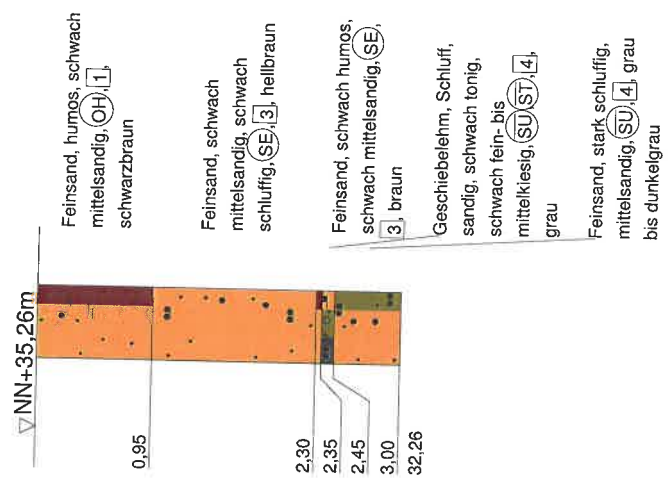 ▽NN+35,26m
Feinsand, humos, schwach
mittelsandig, OH, 1,
schwarzbraun
0,95
Feinsand, schwach
mittelsandig, schwach
schluffig, SE, 3, hellbraun
2,30
Feinsand, schwach humos,
schwach mittelsandig, SE,
3, braun
2,35
Geschiebelehm, Schluff,
sandig, schwach tonig,
schwach fein- bis
mittelkiesig, SU̅, ST̅, 4,
grau
2,45
Feinsand, stark schluffig,
mittelsandig, SU̅, 4, grau
bis dunkelgrau
3,00
32,26